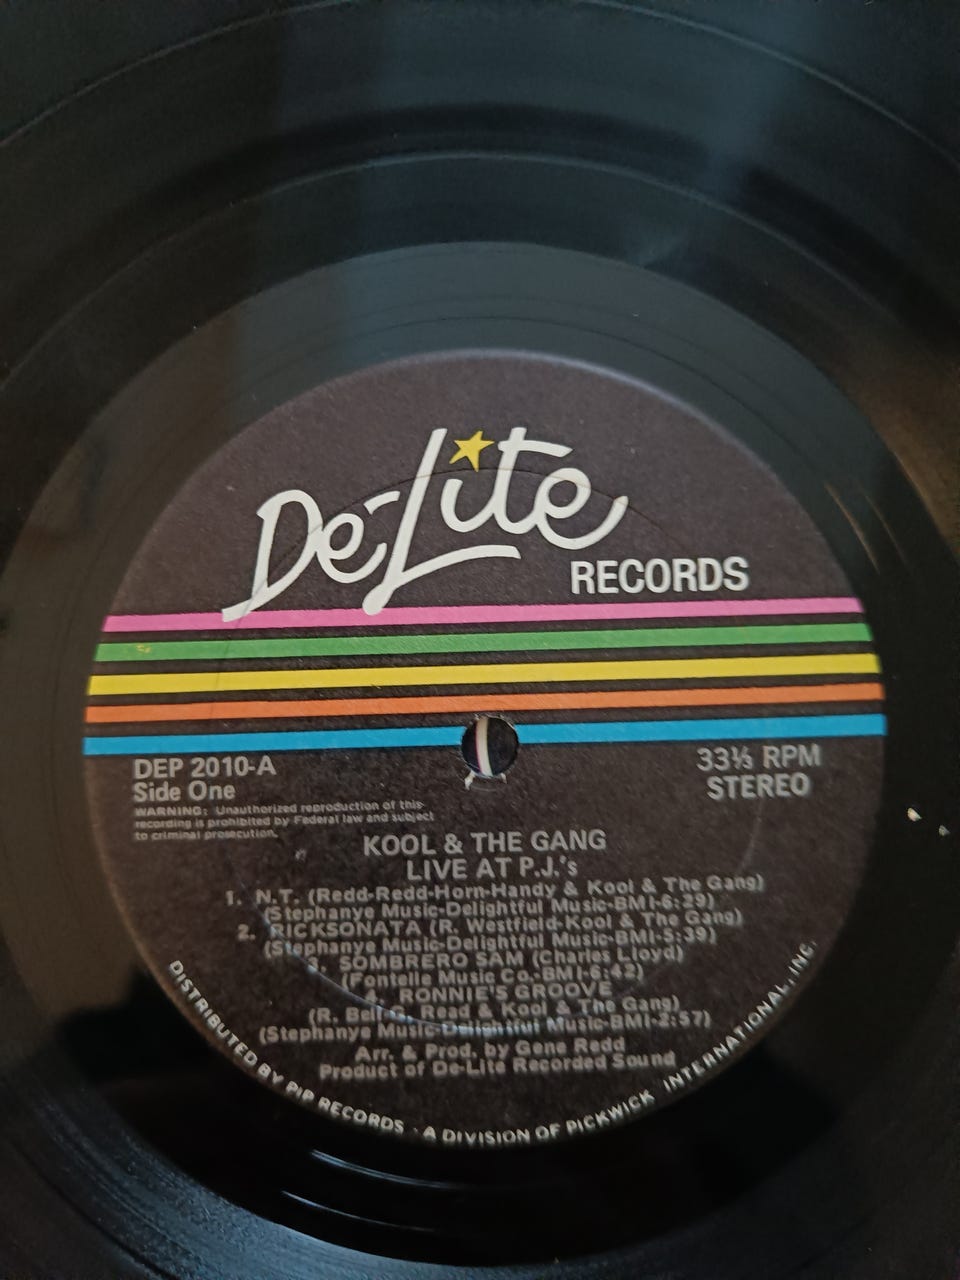 De-Lite
RECORDS
DEP 2010-A
Side One
WARNING: Unauthorized reproduction of this
recording is prohibited by Federal law and subject
to criminal prosecution.
33⅓ RPM
STEREO
KOOL & THE GANG
LIVE AT P.J.'s
1. N.T. (Redd-Redd-Horn-Handy & Kool & The Gang)
(Stephanye Music-Delightful Music-BMI-6:29)
2. RICKSONATA (R. Westfield-Kool & The Gang)
(Stephanye Music-Delightful Music-BMI-5:39)
3. SOMBRERO SAM (Charles Lloyd)
(Fontelle Music Co.-BMI-6:42)
4. RONNIE'S GROOVE
(R. Bell-G. Read & Kool & The Gang)
(Stephanye Music-Delightful Music-BMI-2:57)
Arr. & Prod. by Gene Redd
Product of De-Lite Recorded Sound
DISTRIBUTED BY PIP RECORDS · A DIVISION OF PICKWICK INTERNATIONAL, INC.